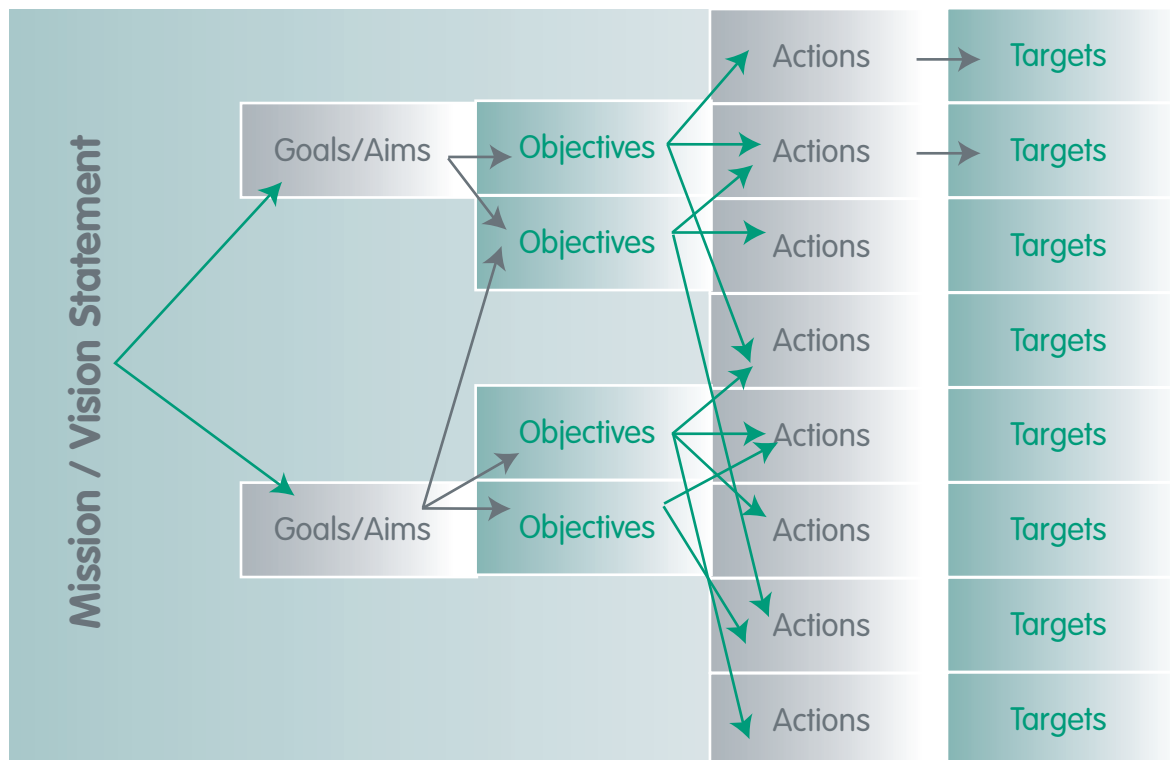 Mission / Vision Statement
Goals/Aims
Goals/Aims
Objectives
Objectives
Objectives
Objectives
Actions
Actions
Actions
Actions
Actions
Actions
Actions
Actions
Targets
Targets
Targets
Targets
Targets
Targets
Targets
Targets